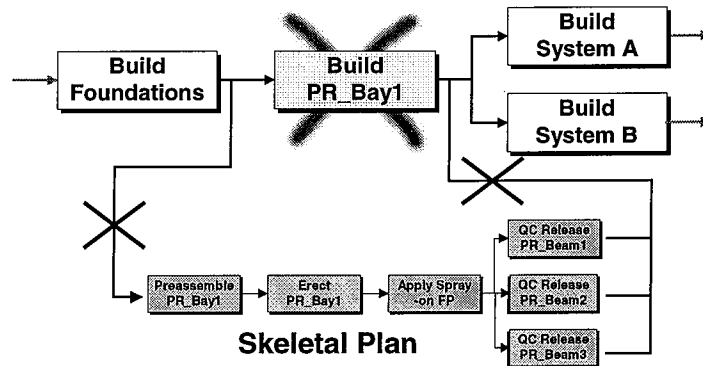 Build
Foundations
Build
PR_Bay1
Build
System A
Build
System B
Preassemble
PR_Bay1
Erect
PR_Bay1
Apply Spray
-on FP
QC Release
PR_Beam1
QC Release
PR_Beam2
QC Release
PR_Beam3
Skeletal Plan